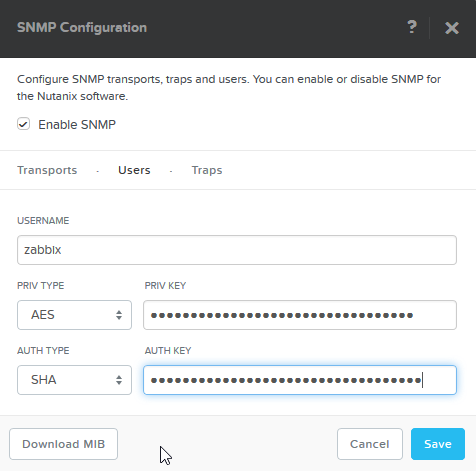 SNMP Configuration
?
Configure SNMP transports, traps and users. You can enable or disable SNMP for
the Nutanix software.
Enable SNMP
Transports · Users · Traps
USERNAME
zabbix
PRIV TYPE PRIV KEY
AES •••••••••••••••••••••••••••••••••
AUTH TYPE AUTH KEY
SHA ••••••••••••••••••••••••••••••••••
Download MIB Cancel Save